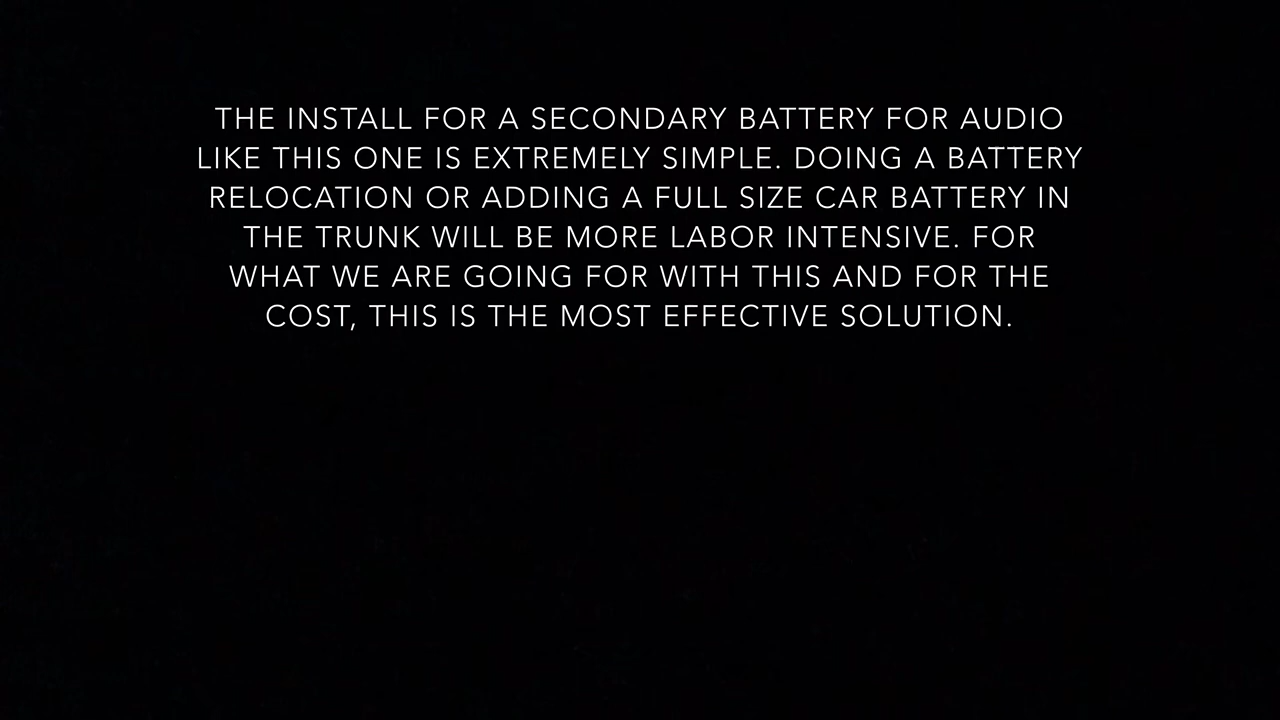 THE INSTALL FOR A SECONDARY BATTERY FOR AUDIO
LIKE THIS ONE IS EXTREMELY SIMPLE. DOING A BATTERY
RELOCATION OR ADDING A FULL SIZE CAR BATTERY IN
THE TRUNK WILL BE MORE LABOR INTENSIVE. FOR
WHAT WE ARE GOING FOR WITH THIS AND FOR THE
COST, THIS IS THE MOST EFFECTIVE SOLUTION.